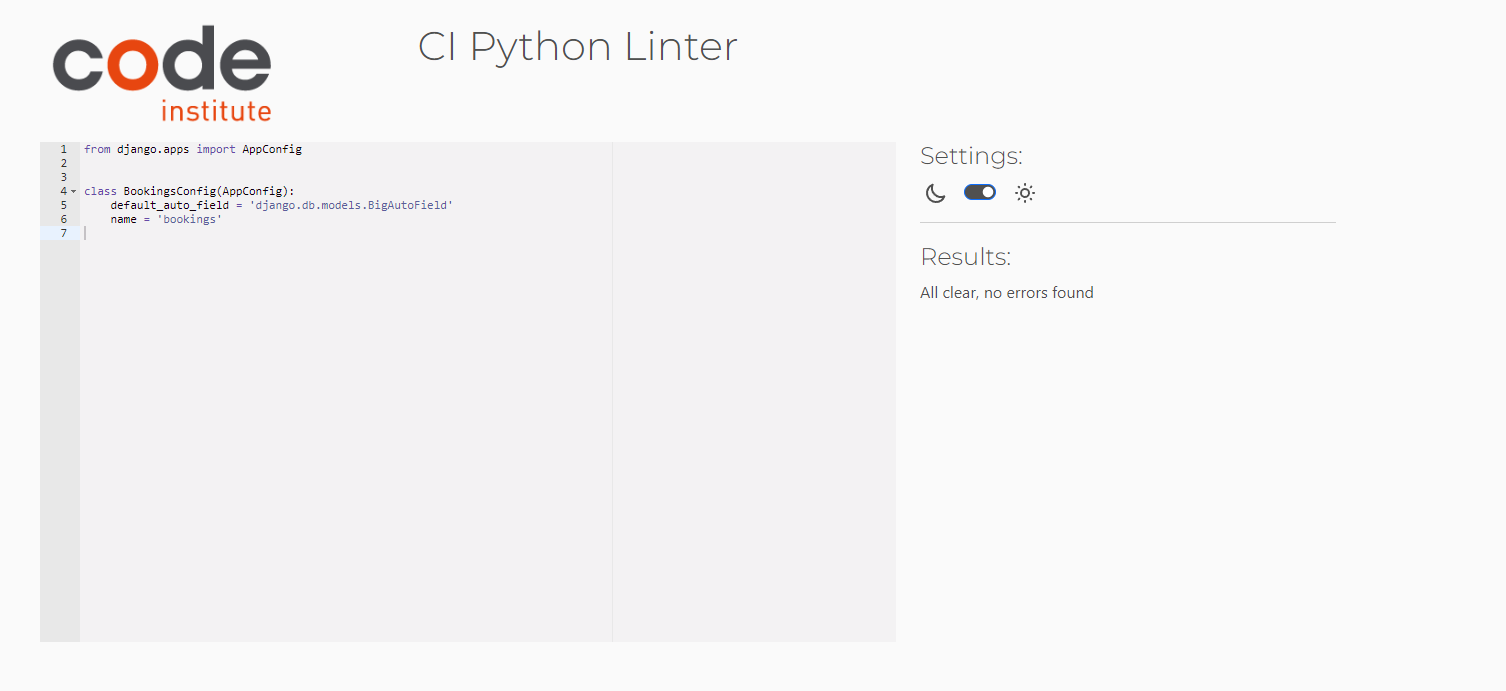 code
institute
CI Python Linter
1 from django.apps import AppConfig
2
3
4 class BookingsConfig(AppConfig):
5     default_auto_field = 'django.db.models.BigAutoField'
6     name = 'bookings'
7
Settings:
Results:
All clear, no errors found